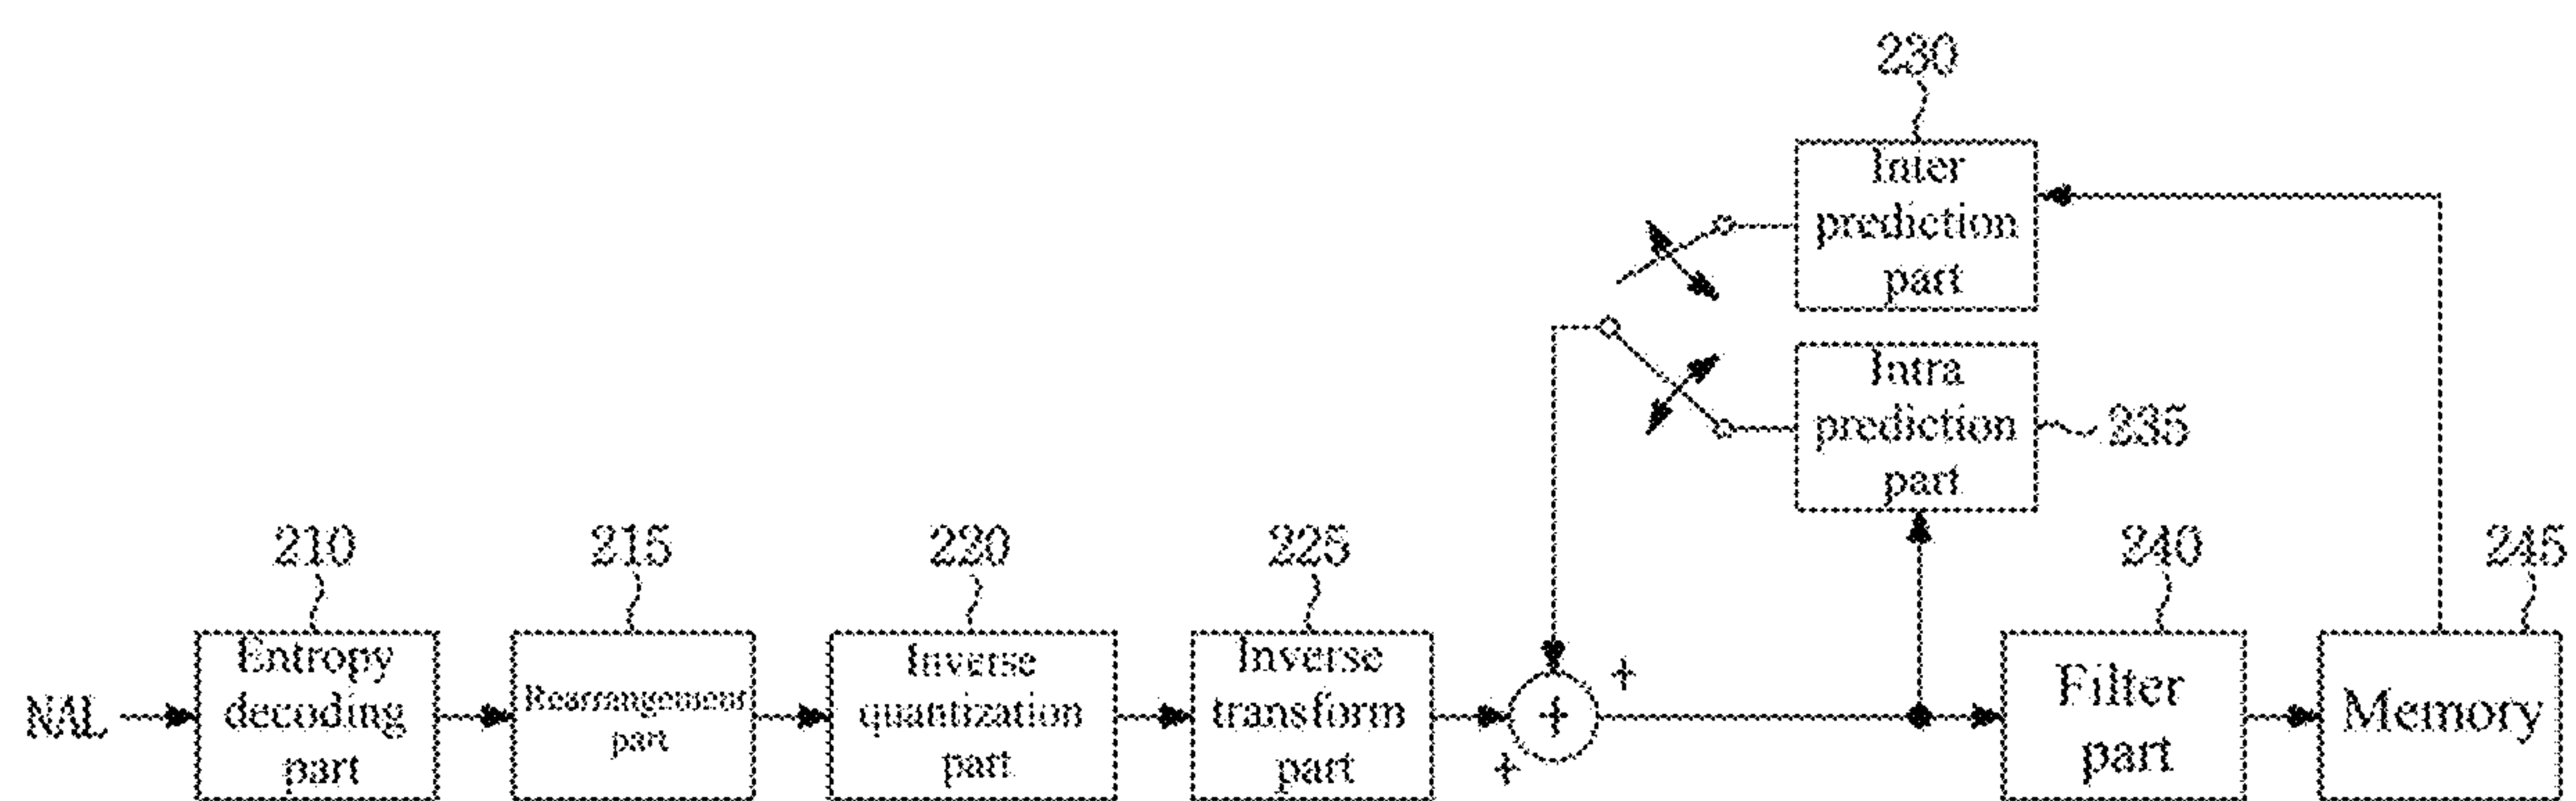 230
Inter
prediction
part
Intra
prediction
part
235
210
215
220
225
240
245
NAL
Entropy
decoding
part
Rearrangement
part
Inverse
quantization
part
Inverse
transform
part
+
+
+
Filter
part
Memory